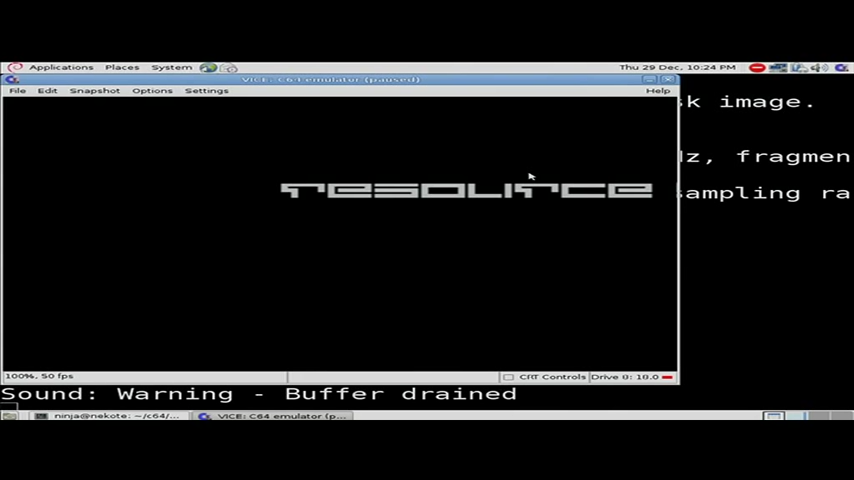 Applications Places System
Thu 29 Dec, 10:24 PM
VICE: C64 emulator (paused)
File Edit Snapshot Options Settings Help
sk image.
Hz, fragmen
resource
sampling ra
100%, 50 fps
CRT Controls
Drive 8: 18.0
Sound: Warning - Buffer drained
ninja@nekote: ~/c64/...
VICE: C64 emulator (p...